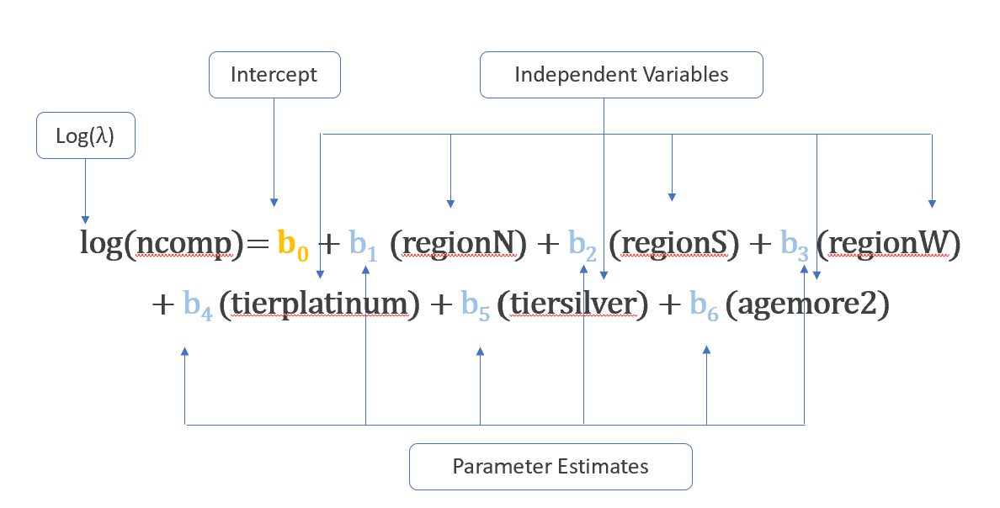 Intercept
Independent Variables
Log(λ)
log(ncomp)= b₀ + b₁ (regionN) + b₂ (regionS) + b₃ (regionW)
+ b₄ (tierplatinum) + b₅ (tiersilver) + b₆ (agemore2)
Parameter Estimates